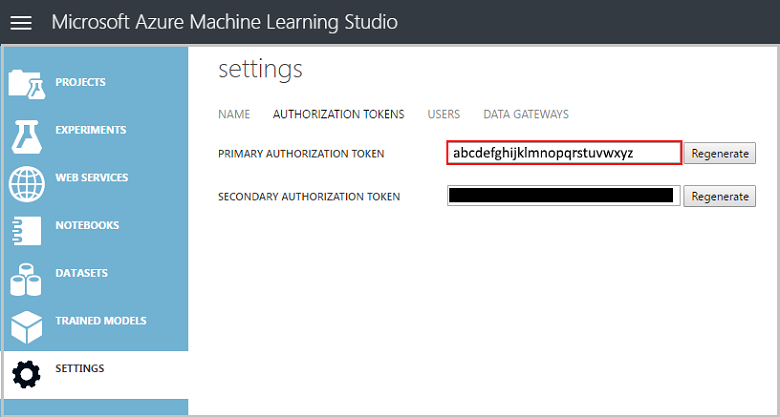 Microsoft Azure Machine Learning Studio
PROJECTS
EXPERIMENTS
WEB SERVICES
NOTEBOOKS
DATASETS
TRAINED MODELS
SETTINGS
settings
NAME AUTHORIZATION TOKENS USERS DATA GATEWAYS
PRIMARY AUTHORIZATION TOKEN abcdefghijklmnopqrstuvwxyz Regenerate
SECONDARY AUTHORIZATION TOKEN Regenerate